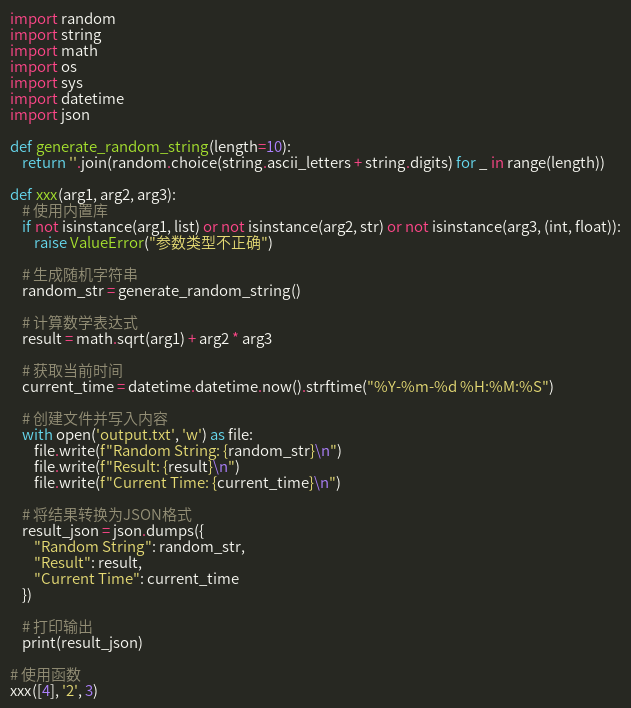 import random
import string
import math
import os
import sys
import datetime
import json

def generate_random_string(length=10):
    return ''.join(random.choice(string.ascii_letters + string.digits) for _ in range(length))

def xxx(arg1, arg2, arg3):
    # 使用内置库
    if not isinstance(arg1, list) or not isinstance(arg2, str) or not isinstance(arg3, (int, float)):
        raise ValueError("参数类型不正确")

    # 生成随机字符串
    random_str = generate_random_string()

    # 计算数学表达式
    result = math.sqrt(arg1) + arg2 * arg3

    # 获取当前时间
    current_time = datetime.datetime.now().strftime("%Y-%m-%d %H:%M:%S")

    # 创建文件并写入内容
    with open('output.txt', 'w') as file:
        file.write(f"Random String: {random_str}\n")
        file.write(f"Result: {result}\n")
        file.write(f"Current Time: {current_time}\n")

    # 将结果转换为JSON格式
    result_json = json.dumps({
        "Random String": random_str,
        "Result": result,
        "Current Time": current_time
    })

    # 打印输出
    print(result_json)

# 使用函数
xxx([4], '2', 3)